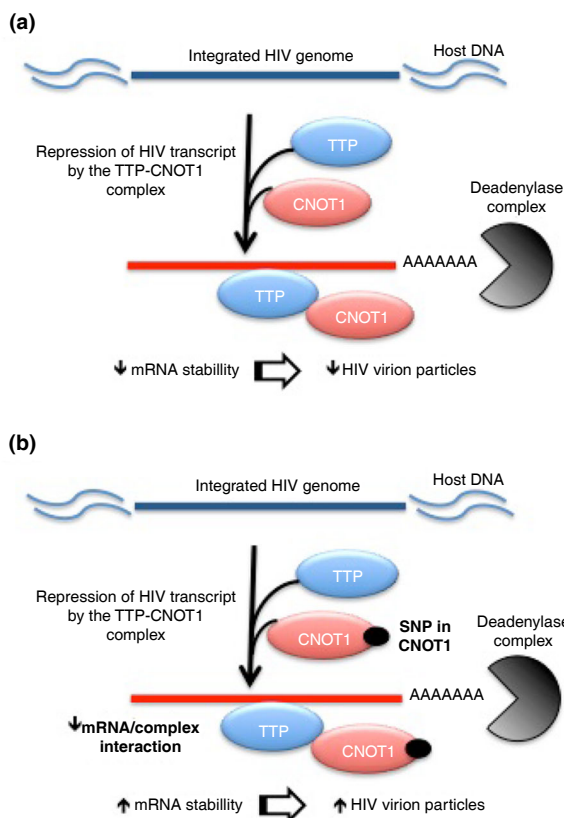 (a)
Integrated HIV genome
Host DNA
Repression of HIV transcript
by the TTP-CNOT1
complex
TTP
CNOT1
Deadenylase
complex
AAAAAAA
TTP
CNOT1
mRNA stabillity
HIV virion particles
(b)
Integrated HIV genome
Host DNA
Repression of HIV transcript
by the TTP-CNOT1
complex
TTP
CNOT1
SNP in
CNOT1
Deadenylase
complex
AAAAAAA
mRNA/complex
interaction
TTP
CNOT1
mRNA stabillity
HIV virion particles